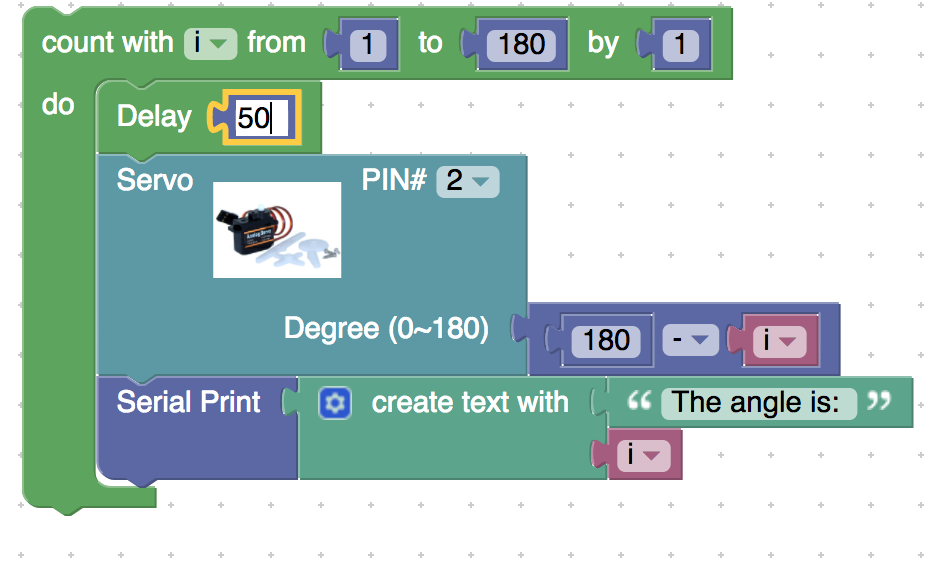 count with i from 1 to 180 by 1
do
Delay 50
Servo PIN# 2
Analog Servo
Degree (0~180) 180 - i
Serial Print create text with “ The angle is: ”
i